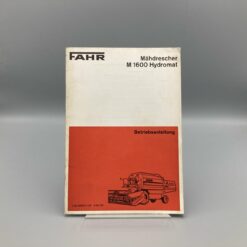 FAHR
Mähdrescher
M 1600 Hydromat
Betriebsanleitung